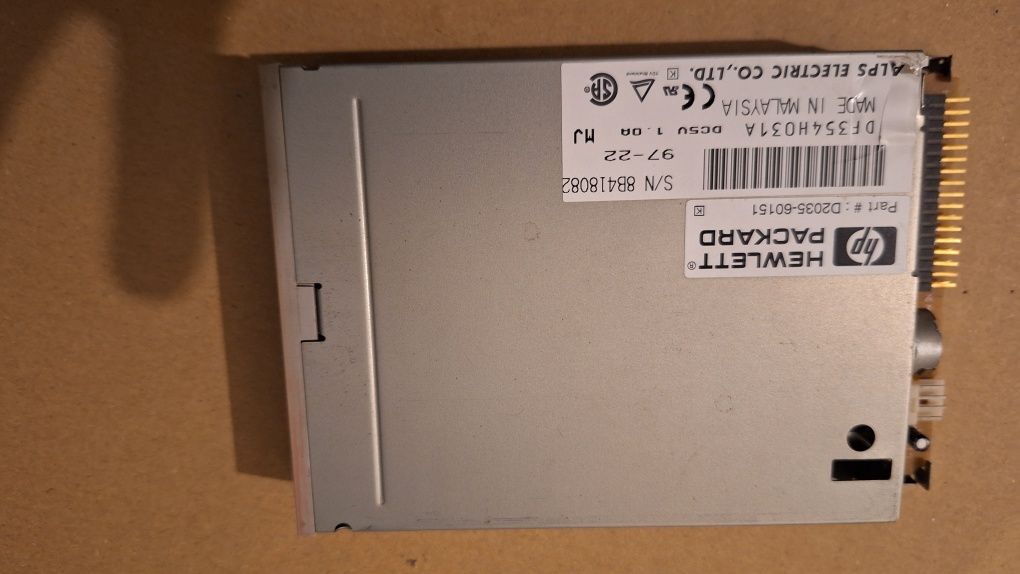 ALPS ELECTRIC CO.,LTD.
MADE IN MALAYSIA
DF354H031A DC5V 1.0A MJ
97-22
S/N 8B418082
Part # : D2035-60151
hp HEWLETT®
PACKARD